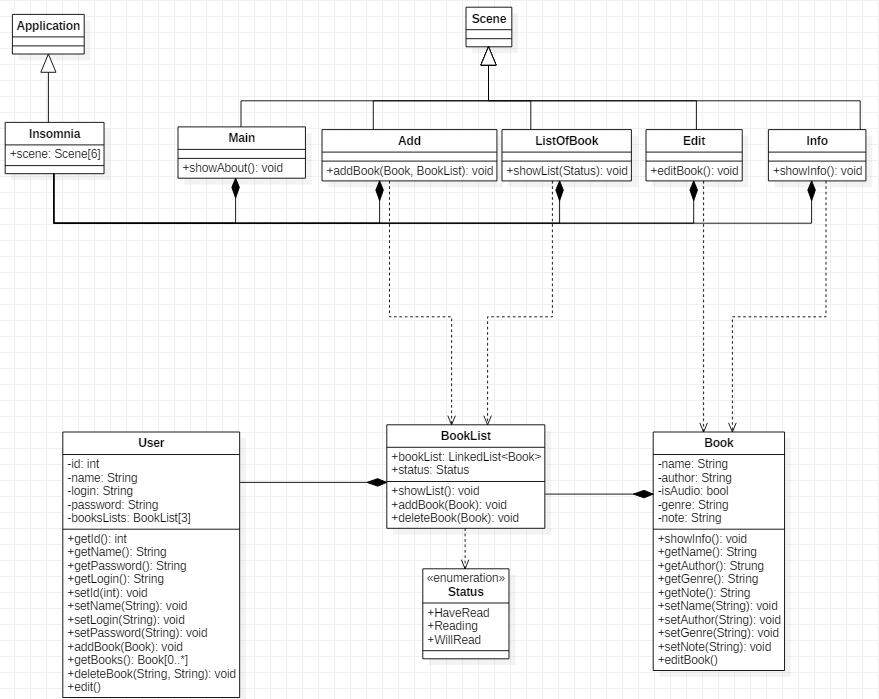 Application
Scene
Insomnia
+scene: Scene[6]
Main
+showAbout(): void
Add
+addBook(Book, BookList): void
ListOfBook
+showList(Status): void
Edit
+editBook(): void
Info
+showInfo(): void
User
-id: int
-name: String
-login: String
-password: String
-booksLists: BookList[3]
+getId(): int
+getName(): String
+getPassword(): String
+getLogin(): String
+setId(int): void
+setName(String): void
+setLogin(String): void
+setPassword(String): void
+addBook(Book): void
+getBooks(): Book[0..*]
+deleteBook(String, String): void
+edit()
BookList
+bookList: LinkedList<Book>
+status: Status
+showList(): void
+addBook(Book): void
+deleteBook(Book): void
«enumeration»
Status
+HaveRead
+Reading
+WillRead
Book
-name: String
-author: String
-isAudio: bool
-genre: String
-note: String
+showInfo(): void
+getName(): String
+getAuthor(): Strung
+getGenre(): String
+getNote(): String
+setName(String): void
+setAuthor(String): void
+setGenre(String): void
+setNote(String): void
+editBook()